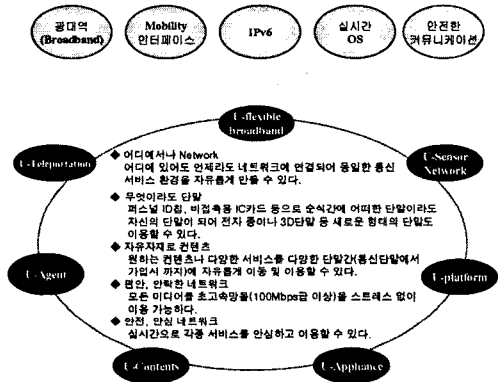 광대역
(Broadband)
Mobility
인터페이스
IPv6
실시간
OS
안전한
커뮤니케이션
U-flexible
broadband
U-Teleportation
U-Sensor
Network
◆ 어디에서나 Network
어디에 있어도 언제라도 네트워크에 연결되어 동일한 통신
서비스 환경을 자유롭게 만들 수 있다.
◆ 무엇이라도 단말
퍼스널 ID칩, 비접촉용 IC카드 등으로 순식간에 어떠한 단말이라도
자신의 단말이 되어 전자 종이나 3D단말 등 새로운 형태의 단말도
이용할 수 있다.
◆ 자유자재로 컨텐츠
원하는 컨텐츠나 다양한 서비스를 다양한 단말간(통신단말에서
가입서 까지)에 자유롭게 이동 및 이용할 수 있다.
U-Agent
U-platform
◆ 편안, 안락한 네트워크
모든 미디어를 초고속망을(100Mbps급 이상)을 스트레스 없이
이용 가능하다.
◆ 안전, 안심 네트워크
실시간으로 각종 서비스를 안심하고 이용할 수 있다.
U-Contents
U-Appliance